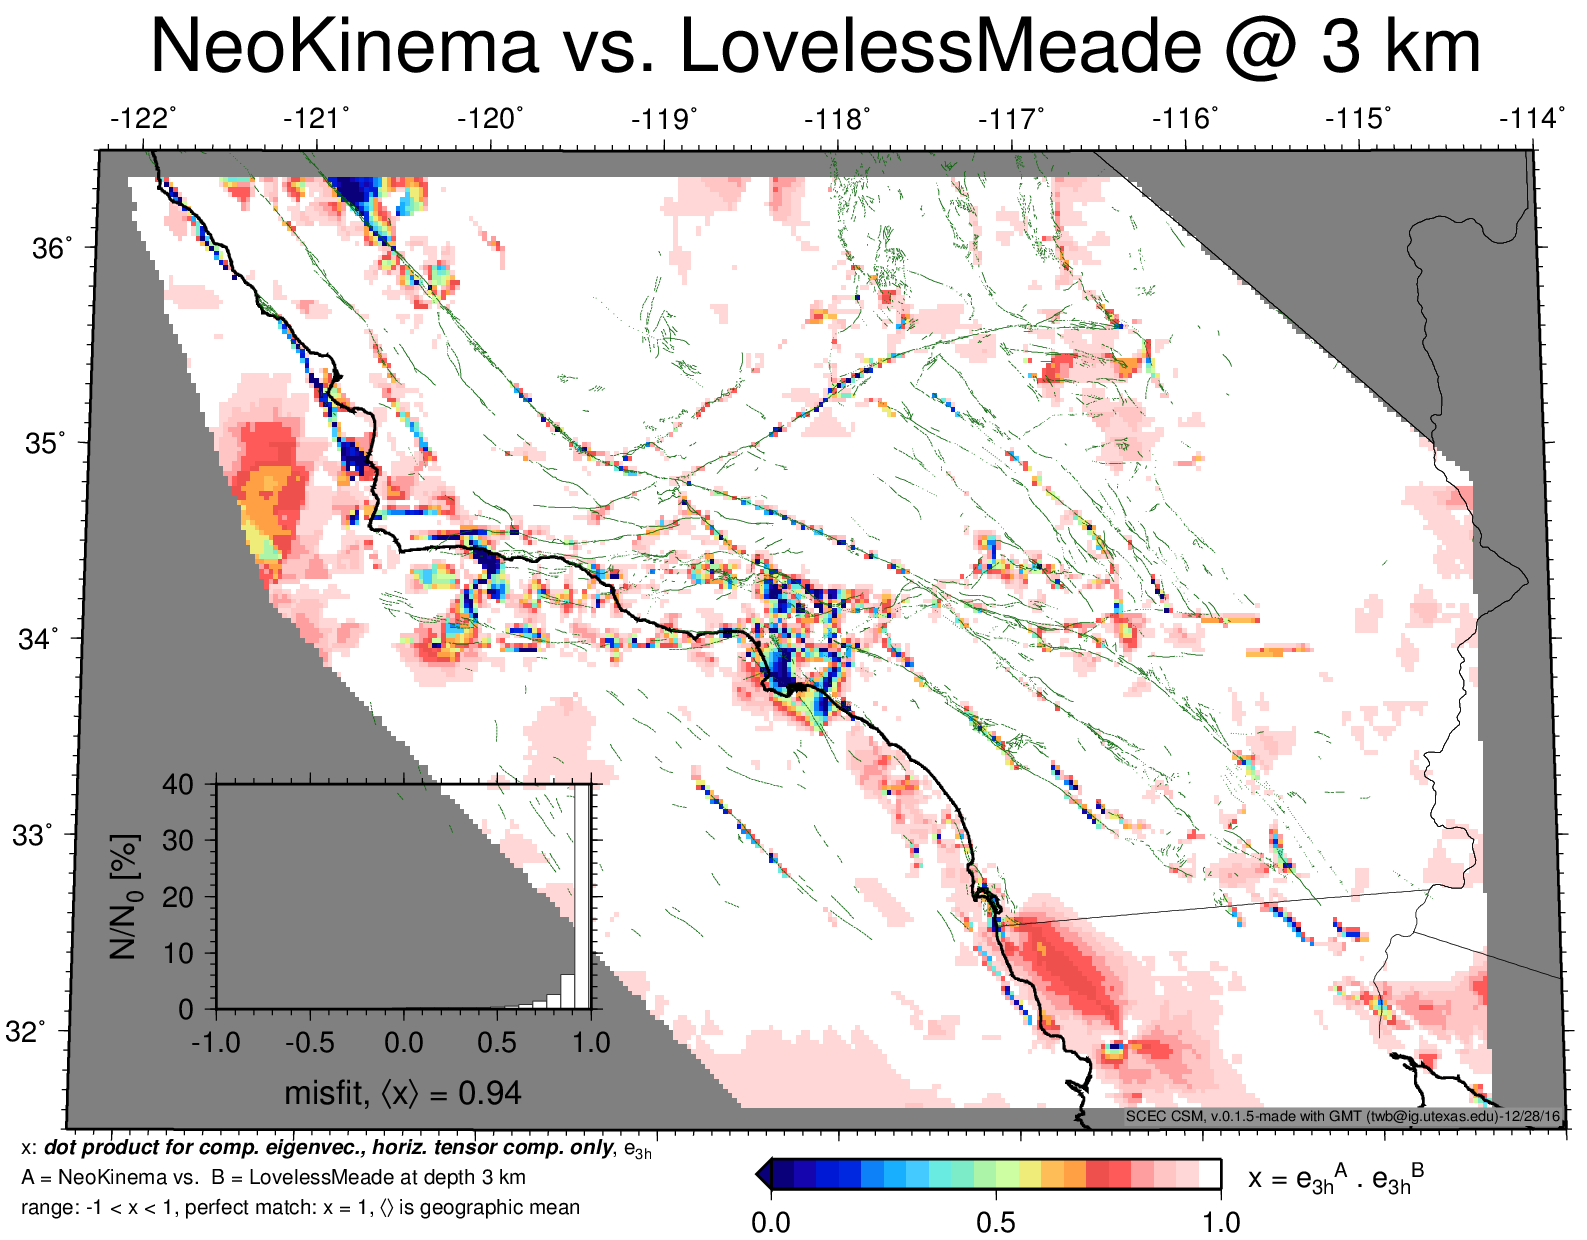 NeoKinema vs. LovelessMeade @ 3 km
-122° -121° -120° -119° -118° -117° -116° -115° -114°
36°
35°
34°
33°
32°
40
30
20
10
0
N/N0 [%]
-1.0 -0.5 0.0 0.5 1.0
misfit, ⟨x⟩ = 0.94
SCEC CSM, v.0.1.5-made with GMT (twb@ig.utexas.edu)-12/28/16
x: dot product for comp. eigenvec., horiz. tensor comp. only, e3h
A = NeoKinema vs. B = LovelessMeade at depth 3 km
range: -1 < x < 1, perfect match: x = 1, ⟨⟩ is geographic mean
0.0 0.5 1.0
x = e3hA . e3hB